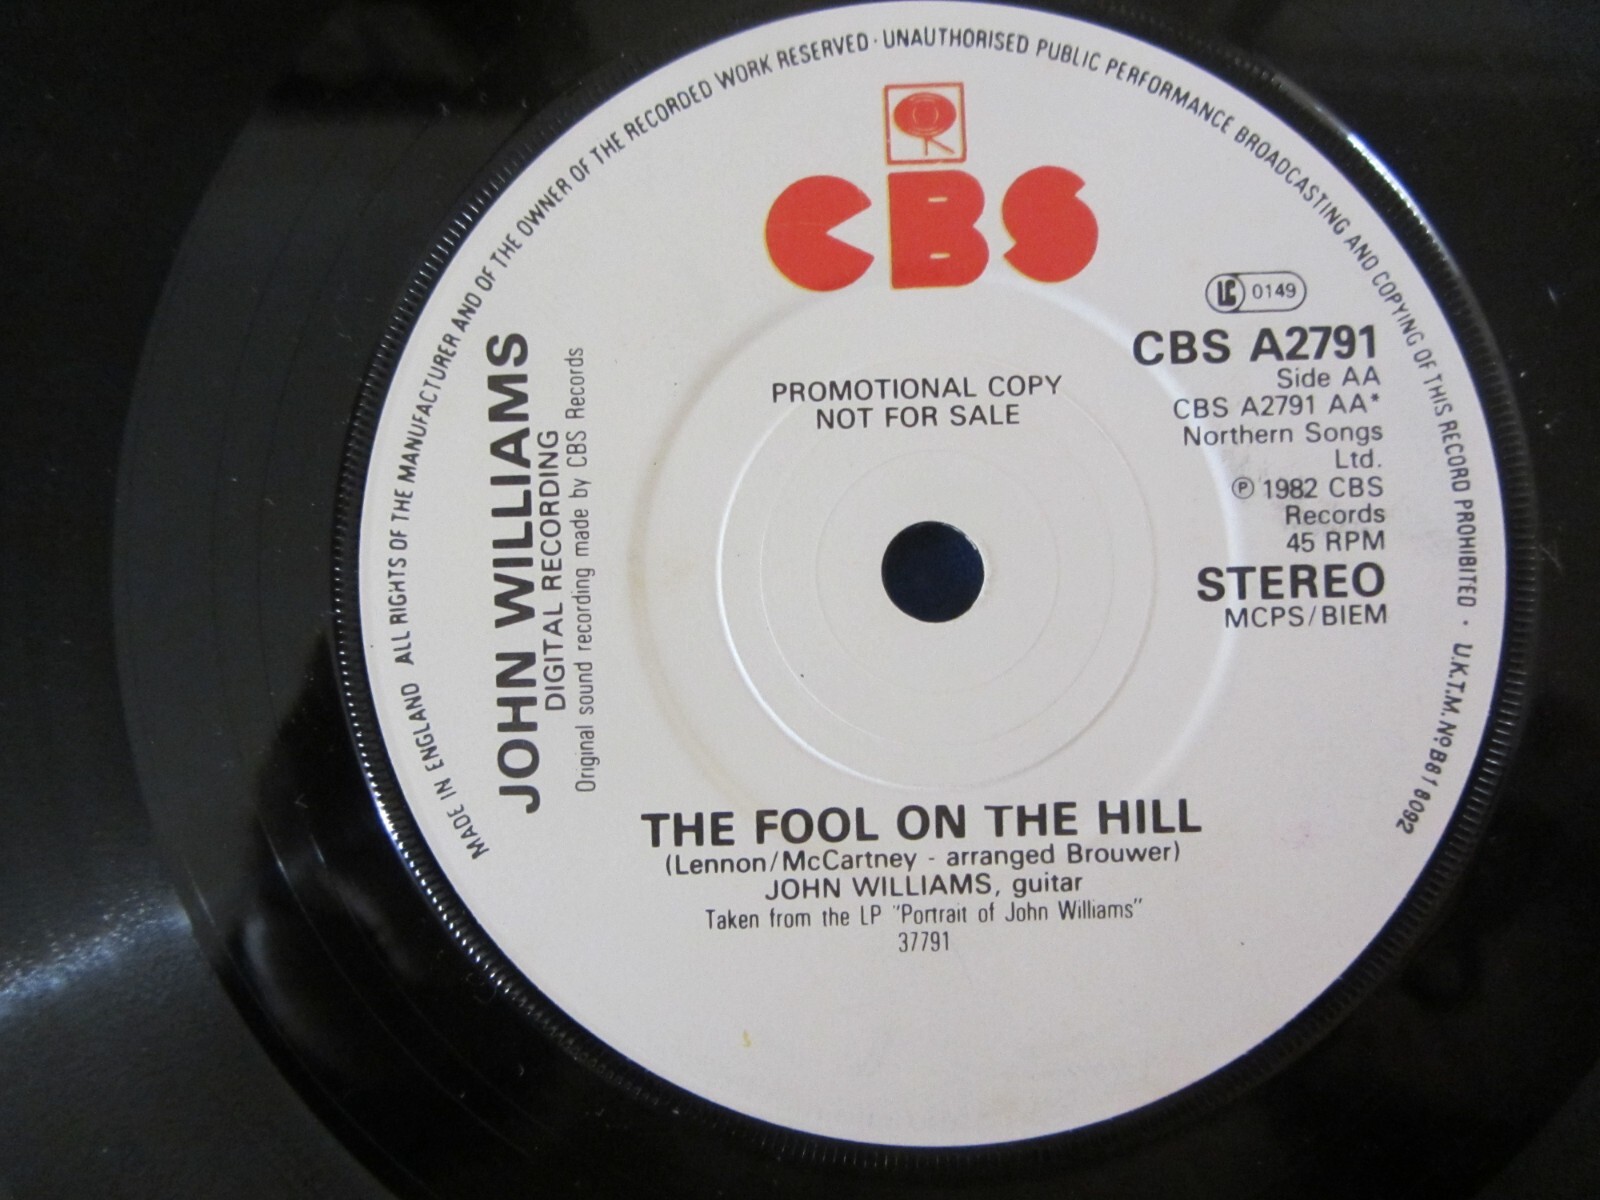 MADE IN ENGLAND ALL RIGHTS OF THE MANUFACTURER AND OF THE OWNER OF THE RECORDED WORK RESERVED · UNAUTHORISED PUBLIC PERFORMANCE BROADCASTING AND COPYING OF THIS RECORD PROHIBITED · U.K.T.M. No B618092
CBS
LC 0149
JOHN WILLIAMS
DIGITAL RECORDING
Original sound recording made by CBS Records
PROMOTIONAL COPY
NOT FOR SALE
CBS A2791
Side AA
CBS A2791 AA*
Northern Songs
Ltd.
℗ 1982 CBS
Records
45 RPM
STEREO
MCPS/BIEM
THE FOOL ON THE HILL
(Lennon/McCartney - arranged Brouwer)
JOHN WILLIAMS, guitar
Taken from the LP "Portrait of John Williams"
37791